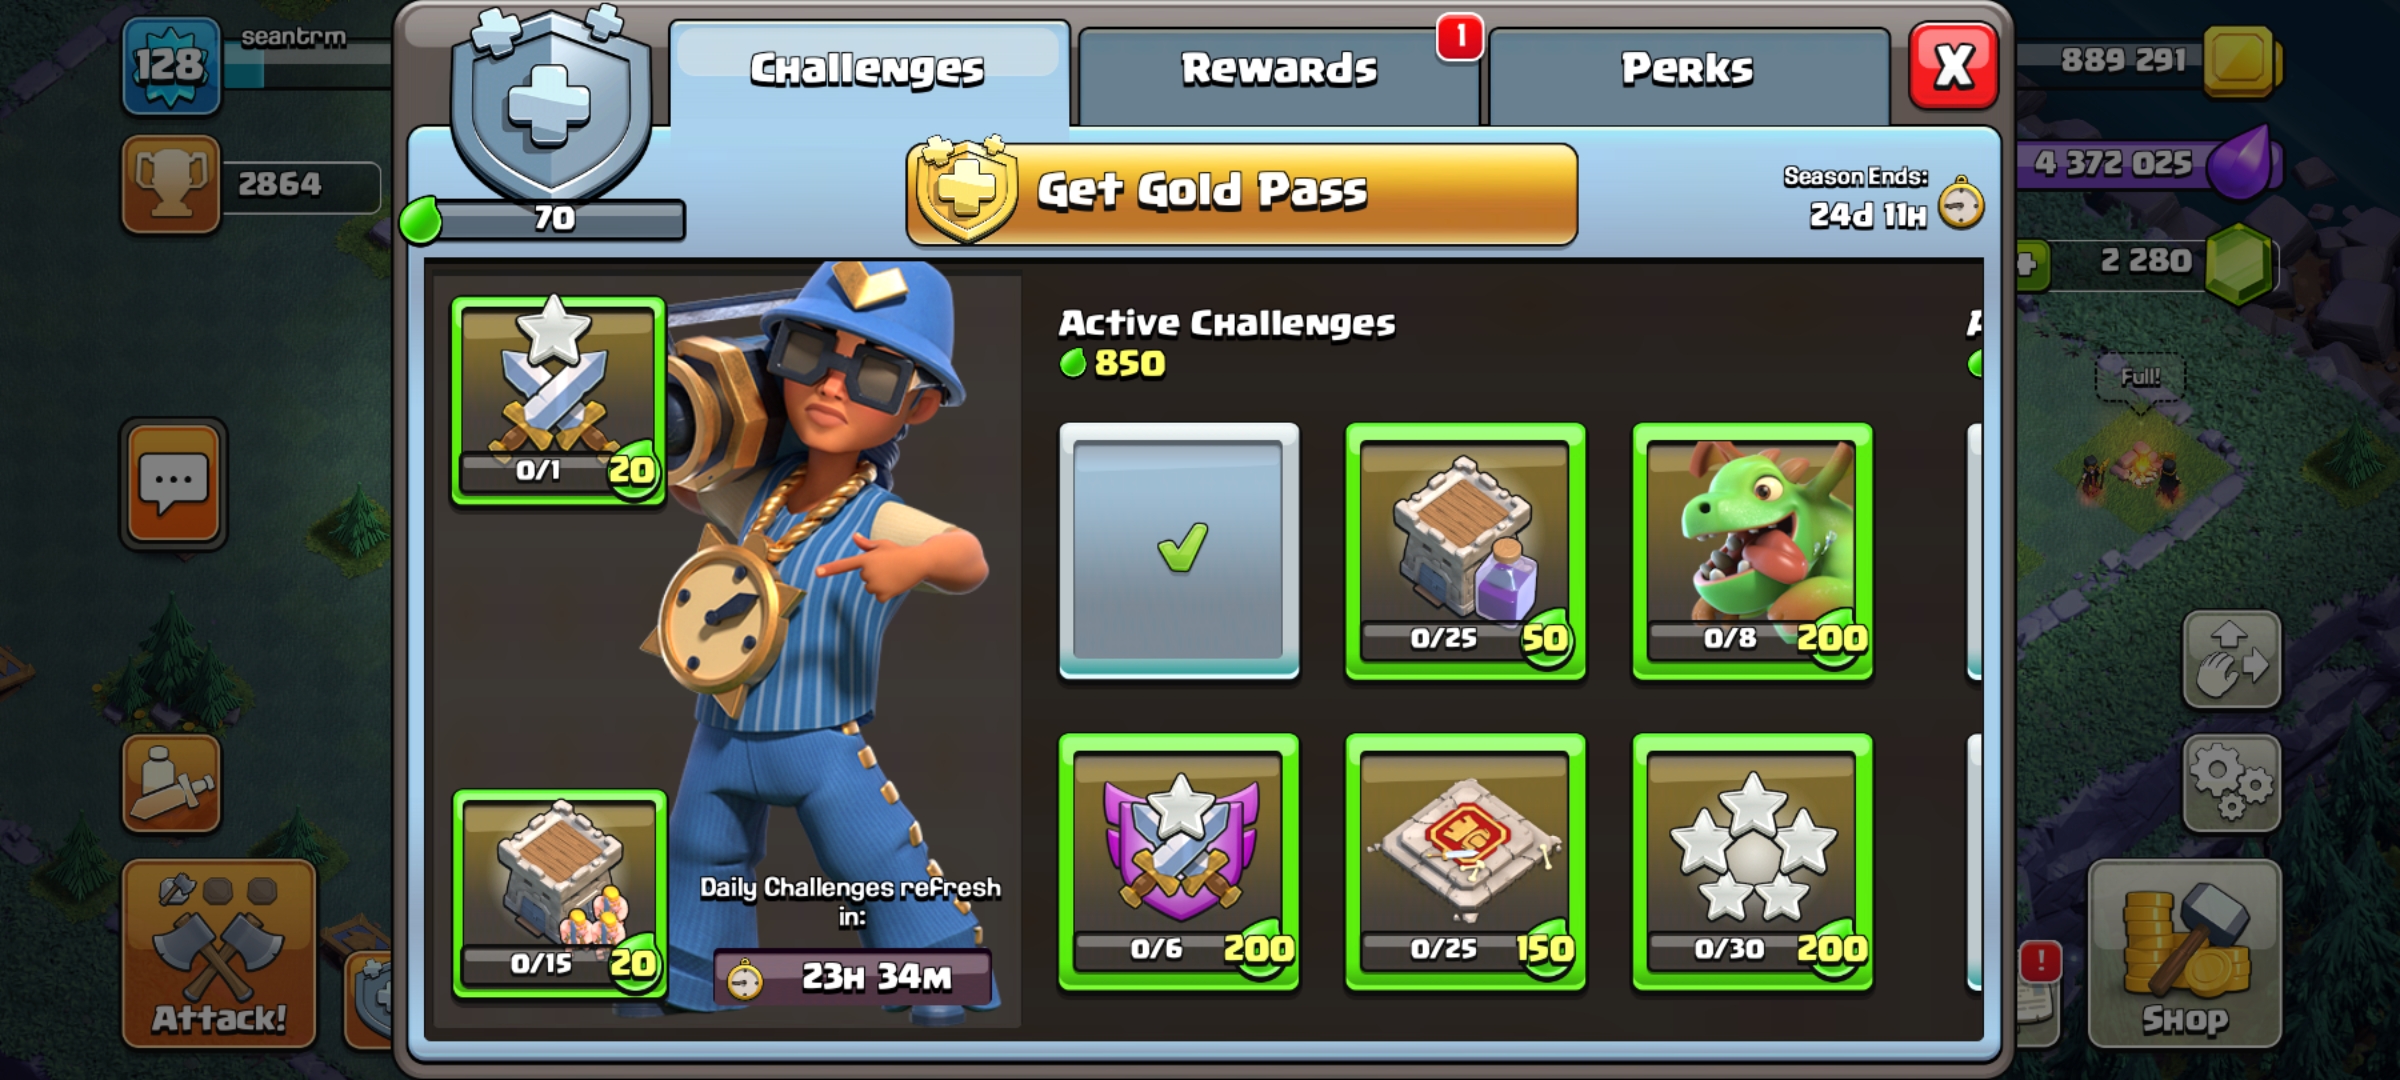 128
seantrm
2864
Challenges
Rewards
1
Perks
X
889 291
4 372 025
2 280
70
Get Gold Pass
Season Ends:
24d 11H
Active Challenges
850
0/1
20
0/25
50
0/8
200
0/6
200
0/25
150
0/30
200
0/15
20
Daily Challenges refresh
in:
23H 34M
Full!
Attack!
!
Shop